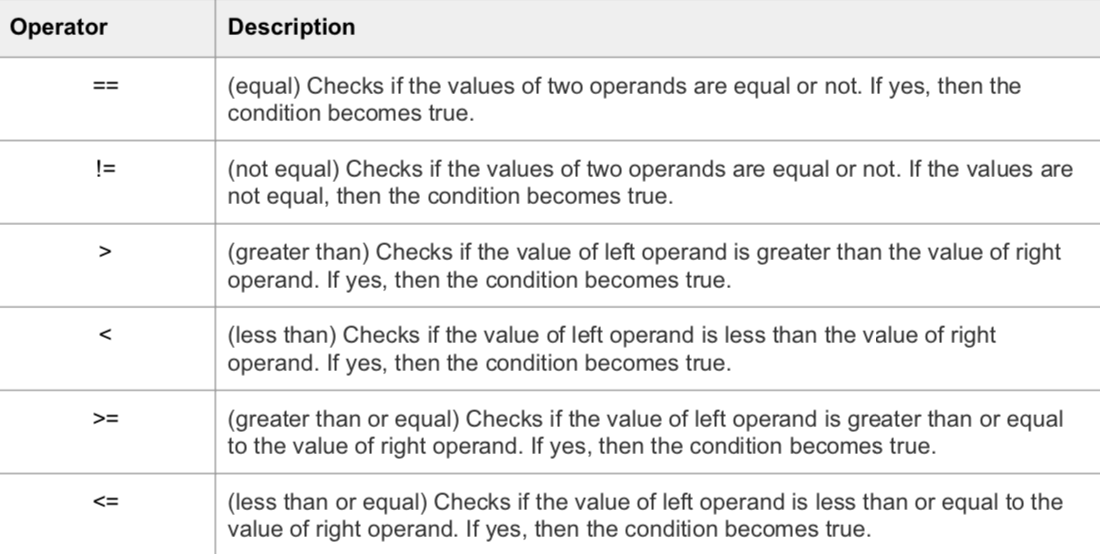 Operator Description
== (equal) Checks if the values of two operands are equal or not. If yes, then the
condition becomes true.
!= (not equal) Checks if the values of two operands are equal or not. If the values are
not equal, then the condition becomes true.
> (greater than) Checks if the value of left operand is greater than the value of right
operand. If yes, then the condition becomes true.
< (less than) Checks if the value of left operand is less than the value of right
operand. If yes, then the condition becomes true.
>= (greater than or equal) Checks if the value of left operand is greater than or equal
to the value of right operand. If yes, then the condition becomes true.
<= (less than or equal) Checks if the value of left operand is less than or equal to the
value of right operand. If yes, then the condition becomes true.